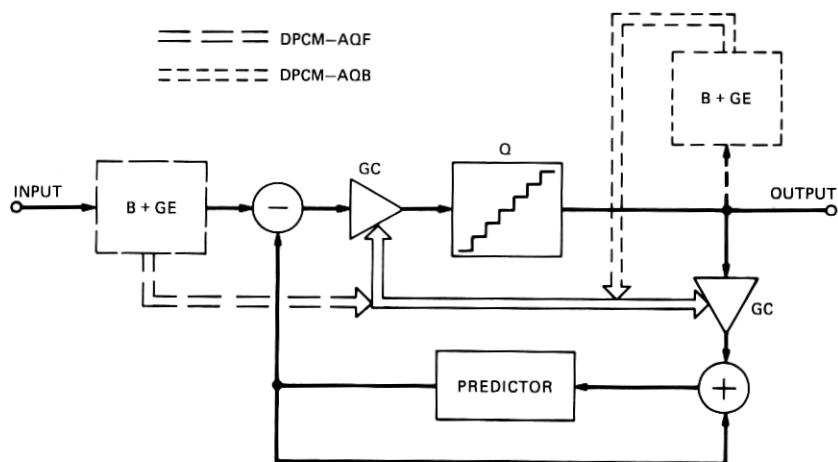 DPCM–AQF
DPCM–AQB
B + GE
Q
GC
INPUT
B + GE
−
OUTPUT
GC
PREDICTOR
+